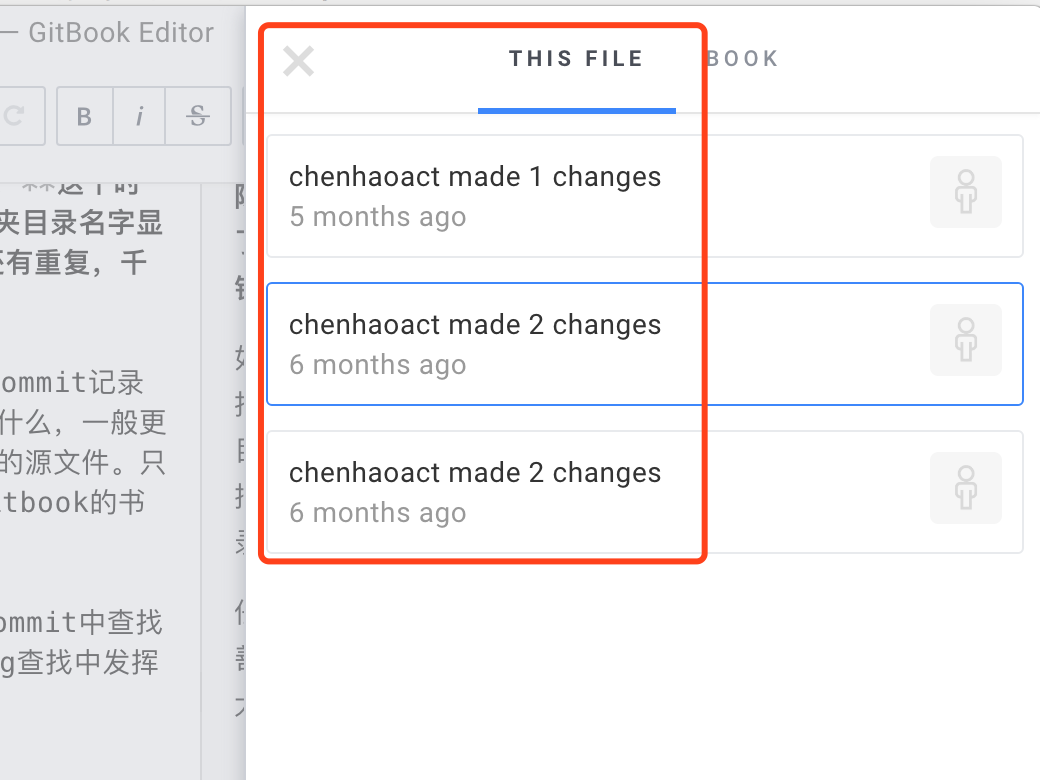 — GitBook Editor
THIS FILE
BOOK
B i S
chenhaoact made 1 changes
5 months ago
chenhaoact made 2 changes
6 months ago
chenhaoact made 2 changes
6 months ago
**这个时
夹目录名字显
还有重复，千
ommit记录
什么，一般更
的源文件。只
tbook的书
ommit中查找
g查找中发挥